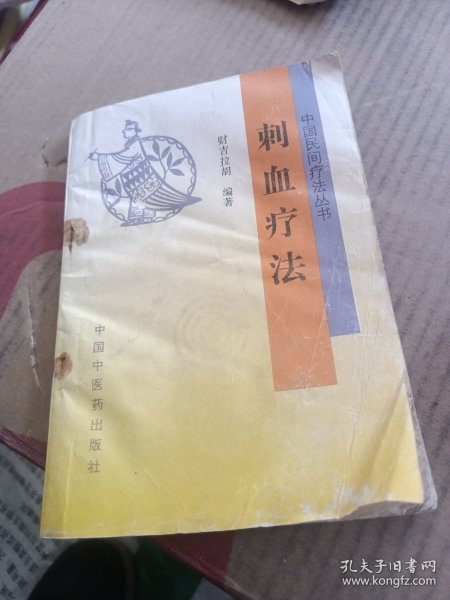 中国民间疗法丛书
刺血疗法
财吉拉胡 编著
中国中医药出版社
孔夫子旧书网
www.kongfz.com